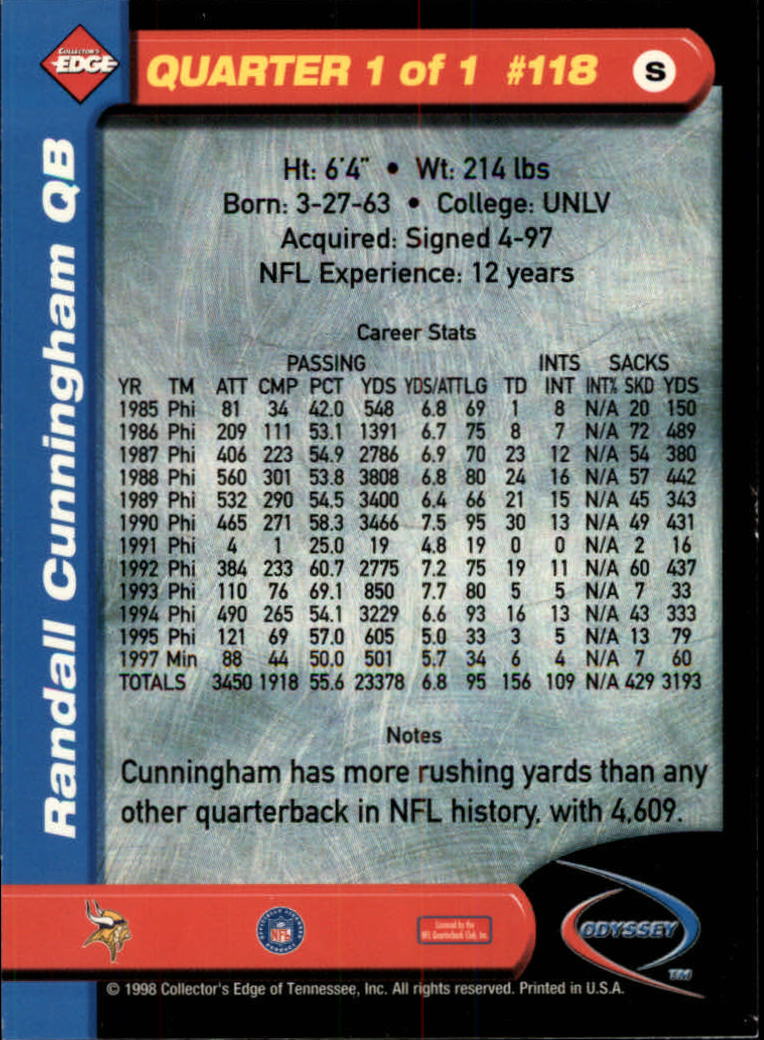 COLLECTOR'S
EDGE
QUARTER 1 of 1 #118 S
Randall Cunningham QB
Ht: 6'4" • Wt: 214 lbs
Born: 3-27-63 • College: UNLV
Acquired: Signed 4-97
NFL Experience: 12 years
Career Stats
PASSING INTS SACKS
YR TM ATT CMP PCT YDS YDS/ATT LG TD INT INT% SKD YDS
1985 Phi 81 34 42.0 548 6.8 69 1 8 N/A 20 150
1986 Phi 209 111 53.1 1391 6.7 75 8 7 N/A 72 489
1987 Phi 406 223 54.9 2786 6.9 70 23 12 N/A 54 380
1988 Phi 560 301 53.8 3808 6.8 80 24 16 N/A 57 442
1989 Phi 532 290 54.5 3400 6.4 66 21 15 N/A 45 343
1990 Phi 465 271 58.3 3466 7.5 95 30 13 N/A 49 431
1991 Phi 4 1 25.0 19 4.8 19 0 0 N/A 2 16
1992 Phi 384 233 60.7 2775 7.2 75 19 11 N/A 60 437
1993 Phi 110 76 69.1 850 7.7 80 5 5 N/A 7 33
1994 Phi 490 265 54.1 3229 6.6 93 16 13 N/A 43 333
1995 Phi 121 69 57.0 605 5.0 33 3 5 N/A 13 79
1997 Min 88 44 50.0 501 5.7 34 6 4 N/A 7 60
TOTALS 3450 1918 55.6 23378 6.8 95 156 109 N/A 429 3193
Notes
Cunningham has more rushing yards than any
other quarterback in NFL history, with 4,609.
NFL
Licensed by the
NFL Quarterback Club, Inc.
ODYSSEY
TM
© 1998 Collector's Edge of Tennessee, Inc. All rights reserved. Printed in U.S.A.